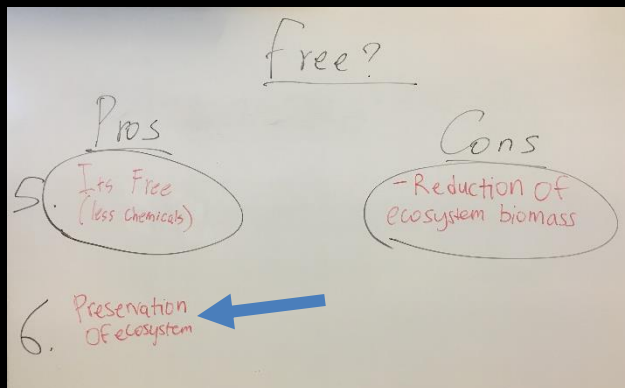 Free?
Pros
Cons
5. Its Free
(less chemicals)
- Reduction Of
ecosystem biomass
6. Preservation
Of ecosystem